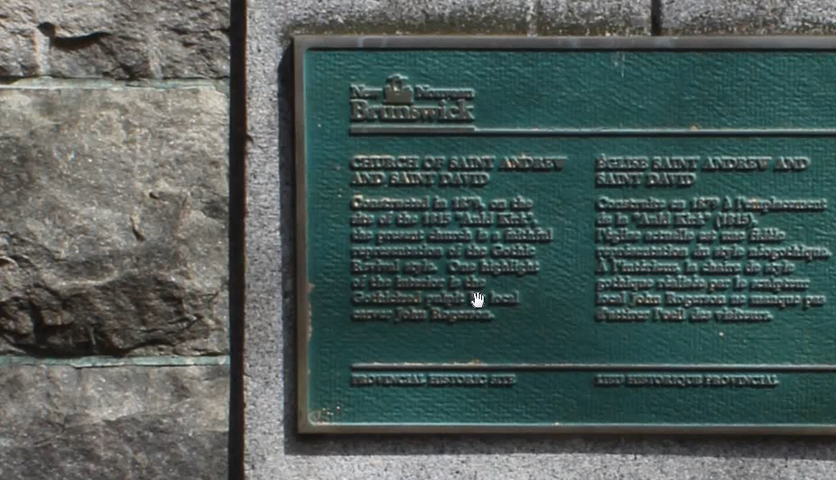 New Nouveau
Brunswick
CHURCH OF SAINT ANDREW
AND SAINT DAVID
Constructed in on the
site of the 1815 "Auld Kirk",
the present church is a faithful
representation of the Gothic
Revival style. One highlight
of the interior is the
Gothicized pulpit by local
carver John Rogerson.
PROVINCIAL HISTORIC SITE
ÉGLISE SAINT ANDREW AND
SAINT DAVID
Construite en à l'emplacement
de la "Auld Kirk" (1815),
l'église actuelle est une fidèle
représentation du style néogothique.
À l'intérieur, la chaire de style
gothique réalisée par le sculpteur
local John Rogerson ne manque pas
d'attirer l'oeil des visiteurs.
LIEU HISTORIQUE PROVINCIAL